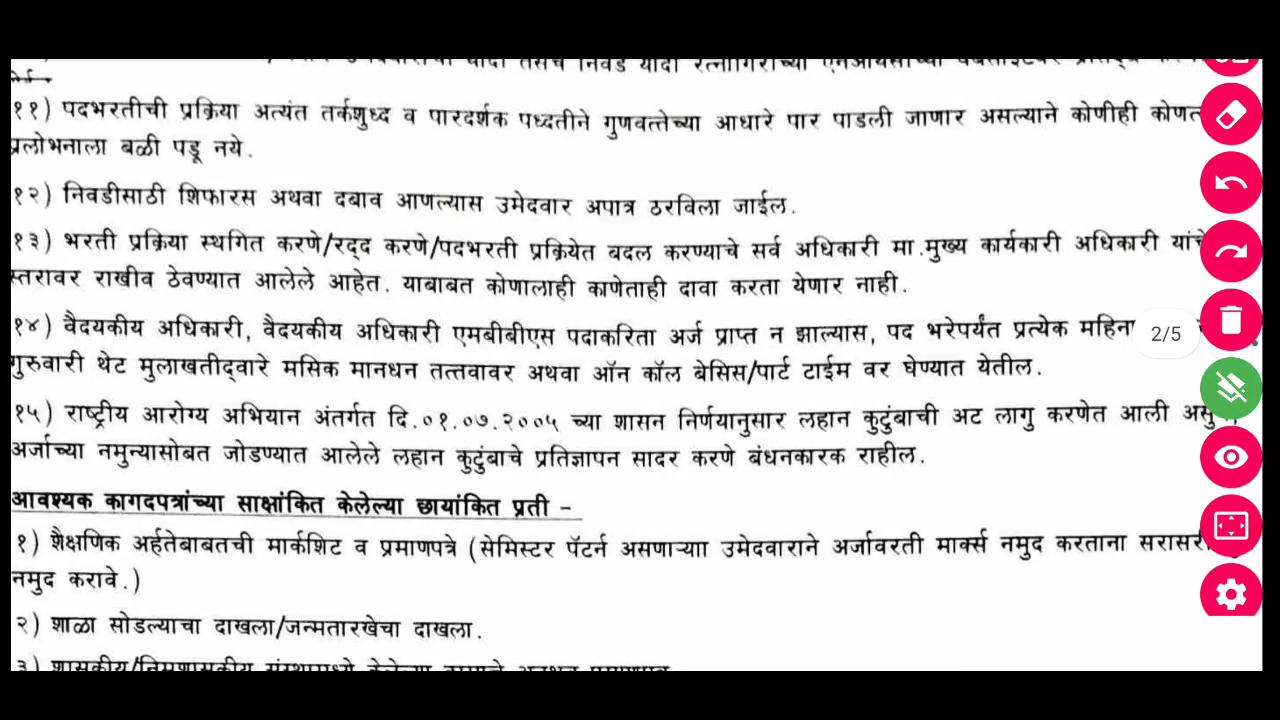 ११) पदभरतीची प्रक्रिया अत्यंत तर्कशुध्द व पारदर्शक पध्दतीने गुणवत्तेच्या आधारे पार पाडली जाणार असल्याने कोणीही
प्रलोभनाला बळी पडू नये.
१२) निवडीसाठी शिफारस अथवा दबाव आणल्यास उमेदवार अपात्र ठरविला जाईल.
१३) भरती प्रक्रिया स्थगित करणे/रद्द करणे/पदभरती प्रक्रियेत बदल करण्याचे सर्व अधिकारी मा.मुख्य कार्यकारी अधिकारी यांचे
स्तरावर राखीव ठेवण्यात आलेले आहेत. याबाबत कोणालाही काणेताही दावा करता येणार नाही.
१४) वैदयकीय अधिकारी, वैदयकीय अधिकारी एमबीबीएस पदाकरिता अर्ज प्राप्त न झाल्यास, पद भरेपर्यंत प्रत्येक
2/5
गुरुवारी थेट मुलाखतीद्वारे मसिक मानधन तत्तवावर अथवा ऑन कॉल बेसिस/पार्ट टाईम वर घेण्यात येतील.
१५) राष्ट्रीय आरोग्य अभियान अंतर्गत दि.०१.०७.२००५ च्या शासन निर्णयानुसार लहान कुटुंबाची अट लागु करणेत आली
अर्जाच्या नमुन्यासोबत जोडण्यात आलेले लहान कुटुंबाचे प्रतिज्ञापन सादर करणे बंधनकारक राहील.
आवश्यक कागदपत्रांच्या साक्षांकित केलेल्या छायांकित प्रती -
१) शैक्षणिक अर्हतेबाबतची मार्कशिट व प्रमाणपत्रे (सेमिस्टर पॅटर्न असणाऱ्याा उमेदवाराने अर्जावरती मार्क्स नमुद करताना
नमुद करावे.)
२) शाळा सोडल्याचा दाखला/जन्मतारखेचा दाखला.